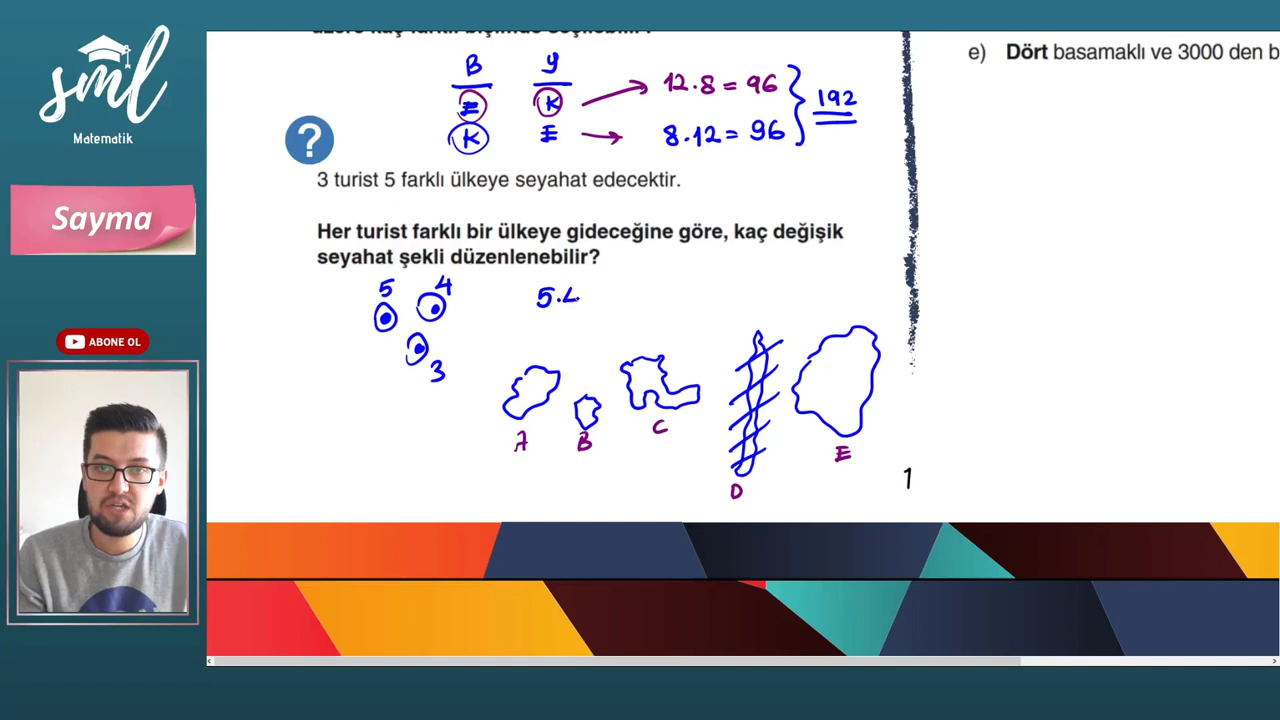 sml
Matematik
Sayma
ABONE OL
B Y
E K → 12.8 = 96
K E → 8.12 = 96
192
?
3 turist 5 farklı ülkeye seyahat edecektir.
Her turist farklı bir ülkeye gideceğine göre, kaç değişik
seyahat şekli düzenlenebilir?
5 4
3
5.4
A B C D E
1
e) Dört basamaklı ve 3000 den b